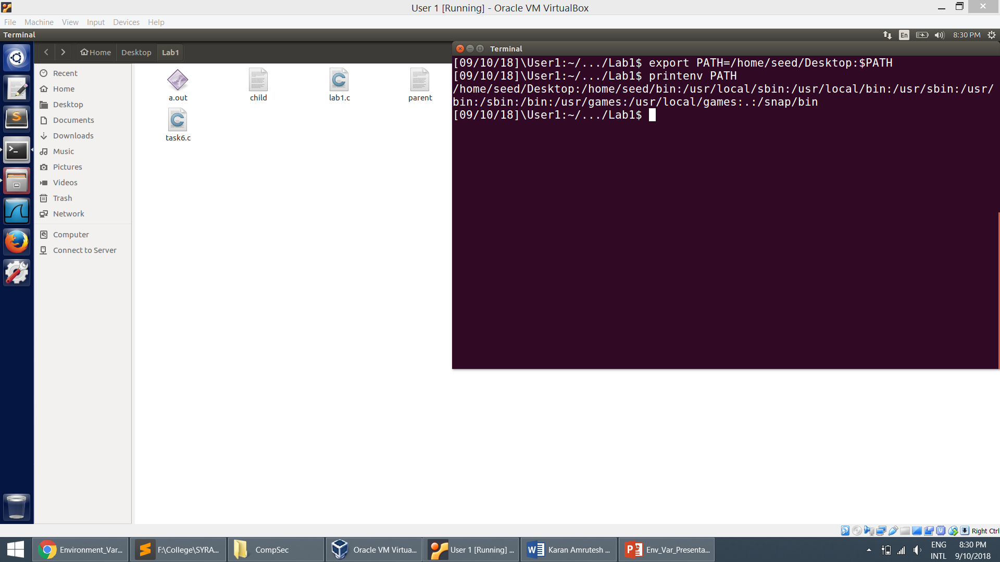 User 1 [Running] - Oracle VM VirtualBox
File Machine View Input Devices Help
Terminal
En
8:30 PM
Home Desktop Lab1
Recent
Home
Desktop
Documents
Downloads
Music
Pictures
Videos
Trash
Network
Computer
Connect to Server
a.out child lab1.c parent
task6.c
Terminal
[09/10/18]\User1:~/.../Lab1$ export PATH=/home/seed/Desktop:$PATH
[09/10/18]\User1:~/.../Lab1$ printenv PATH
/home/seed/Desktop:/home/seed/bin:/usr/local/sbin:/usr/local/bin:/usr/sbin:/usr/
bin:/sbin:/bin:/usr/games:/usr/local/games:.:/snap/bin
[09/10/18]\User1:~/.../Lab1$
Right Ctrl
Environment_Var... F:\College\SYRA... CompSec Oracle VM Virtua... User 1 [Running] ... Karan Amrutesh ... Env_Var_Presenta...
ENG
INTL
8:30 PM
9/10/2018